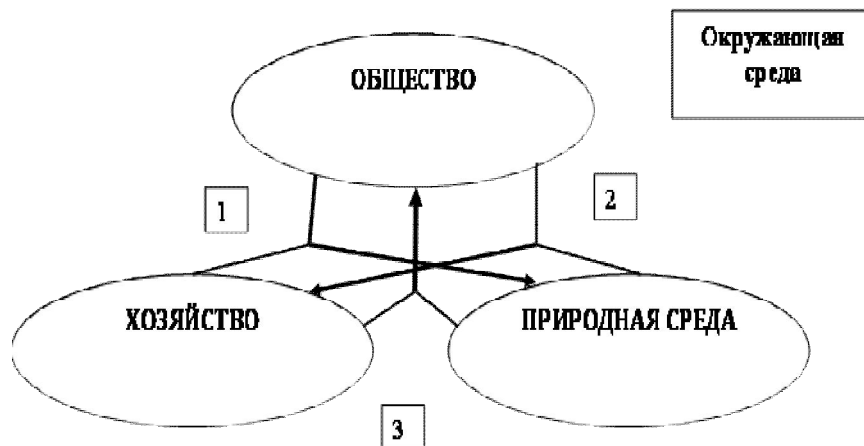 Окружающая
среда
ОБЩЕСТВО
1
2
ХОЗЯЙСТВО
ПРИРОДНАЯ СРЕДА
3